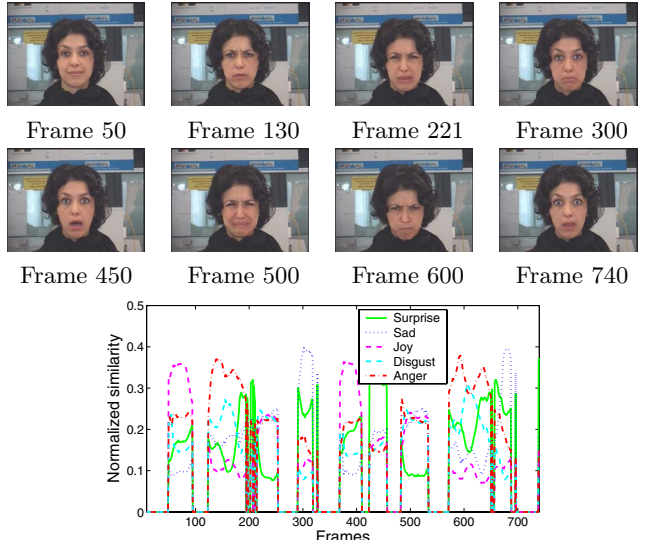 Frame 50 Frame 130 Frame 221 Frame 300
Frame 450 Frame 500 Frame 600 Frame 740
0.5
Surprise
Sad
Joy
Disgust
Anger
0.4
0.3
0.2
0.1
0
Normalized similarity
100 200 300 400 500 600 700
Frames